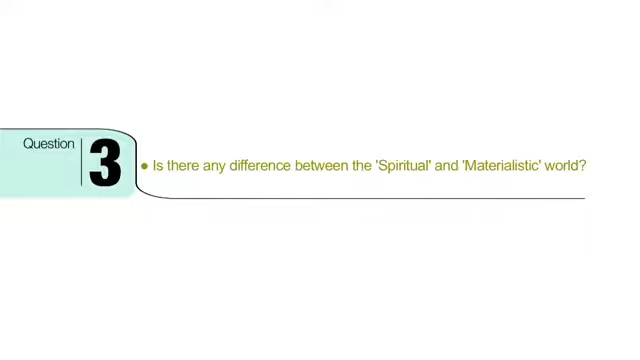 Question
3
● Is there any difference between the 'Spiritual' and 'Materialistic' world?